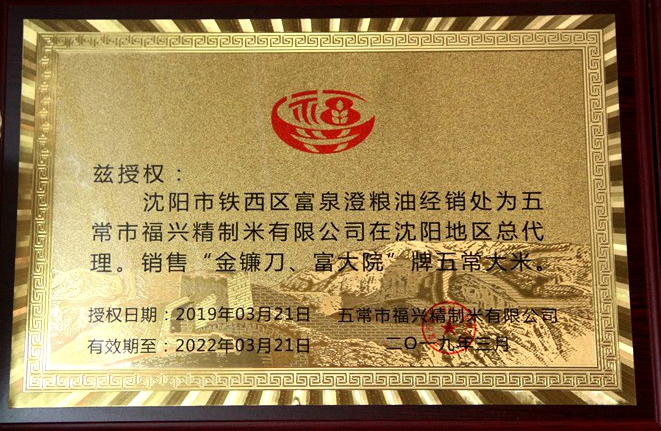 兹授权：
沈阳市铁西区富泉澄粮油经销处为五
常市福兴精制米有限公司在沈阳地区总代
理。销售“金镰刀、富大院”牌五常大米。
授权日期：2019年03月21日
五常市福兴精制米有限公司
有效期至：2022年03月21日
二〇一九年三月